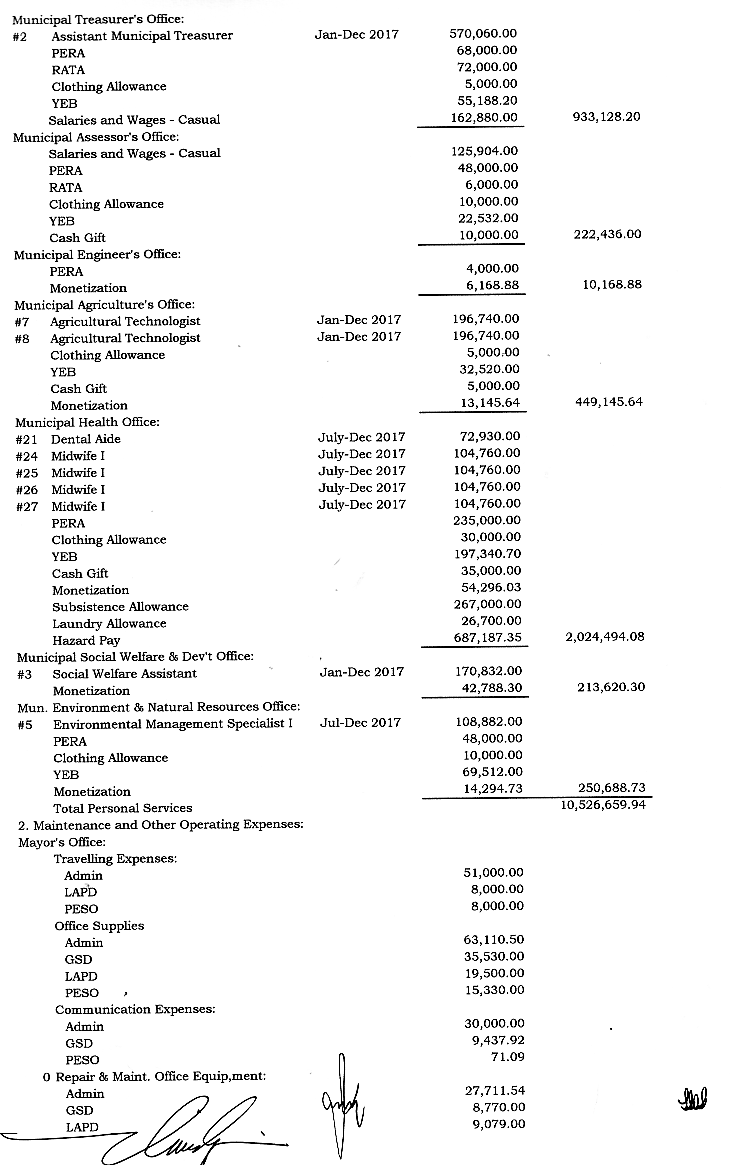 Municipal Treasurer's Office:
#2 Assistant Municipal Treasurer Jan-Dec 2017 570,060.00
PERA 68,000.00
RATA 72,000.00
Clothing Allowance 5,000.00
YEB 55,188.20
Salaries and Wages - Casual 162,880.00 933,128.20
Municipal Assessor's Office:
Salaries and Wages - Casual 125,904.00
PERA 48,000.00
RATA 6,000.00
Clothing Allowance 10,000.00
YEB 22,532.00
Cash Gift 10,000.00 222,436.00
Municipal Engineer's Office:
PERA 4,000.00
Monetization 6,168.88 10,168.88
Municipal Agriculture's Office:
#7 Agricultural Technologist Jan-Dec 2017 196,740.00
#8 Agricultural Technologist Jan-Dec 2017 196,740.00
Clothing Allowance 5,000.00
YEB 32,520.00
Cash Gift 5,000.00
Monetization 13,145.64 449,145.64
Municipal Health Office:
#21 Dental Aide July-Dec 2017 72,930.00
#24 Midwife I July-Dec 2017 104,760.00
#25 Midwife I July-Dec 2017 104,760.00
#26 Midwife I July-Dec 2017 104,760.00
#27 Midwife I July-Dec 2017 104,760.00
PERA 235,000.00
Clothing Allowance 30,000.00
YEB 197,340.70
Cash Gift 35,000.00
Monetization 54,296.03
Subsistence Allowance 267,000.00
Laundry Allowance 26,700.00
Hazard Pay 687,187.35 2,024,494.08
Municipal Social Welfare & Dev't Office:
#3 Social Welfare Assistant Jan-Dec 2017 170,832.00
Monetization 42,788.30 213,620.30
Mun. Environment & Natural Resources Office:
#5 Environmental Management Specialist I Jul-Dec 2017 108,882.00
PERA 48,000.00
Clothing Allowance 10,000.00
YEB 69,512.00
Monetization 14,294.73 250,688.73
Total Personal Services 10,526,659.94
2. Maintenance and Other Operating Expenses:
Mayor's Office:
Travelling Expenses:
Admin 51,000.00
LAPD 8,000.00
PESO 8,000.00
Office Supplies
Admin 63,110.50
GSD 35,530.00
LAPD 19,500.00
PESO 15,330.00
Communication Expenses:
Admin 30,000.00
GSD 9,437.92
PESO 71.09
0 Repair & Maint. Office Equip,ment:
Admin 27,711.54
GSD 8,770.00
LAPD 9,079.00